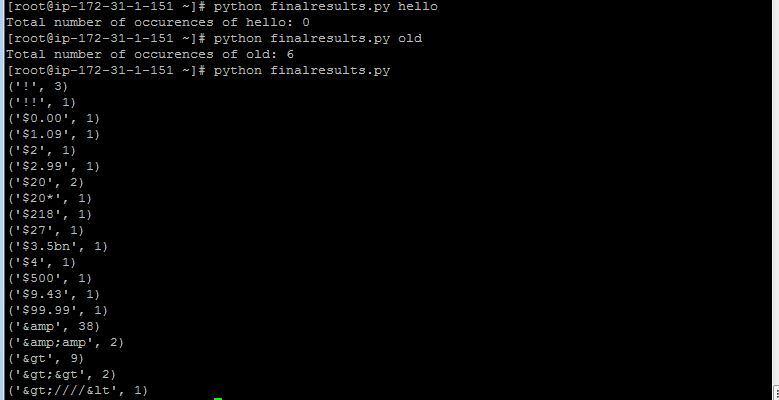 [root@ip-172-31-1-151 ~]# python finalresults.py hello
Total number of occurences of hello: 0
[root@ip-172-31-1-151 ~]# python finalresults.py old
Total number of occurences of old: 6
[root@ip-172-31-1-151 ~]# python finalresults.py
('!', 3)
('!!', 1)
('$0.00', 1)
('$1.09', 1)
('$2', 1)
('$2.99', 1)
('$20', 2)
('$20*', 1)
('$218', 1)
('$27', 1)
('$3.5bn', 1)
('$4', 1)
('$500', 1)
('$9.43', 1)
('$99.99', 1)
('&amp', 38)
('&amp;amp', 2)
('&gt', 9)
('&gt;&gt', 2)
('&gt;////&lt', 1)